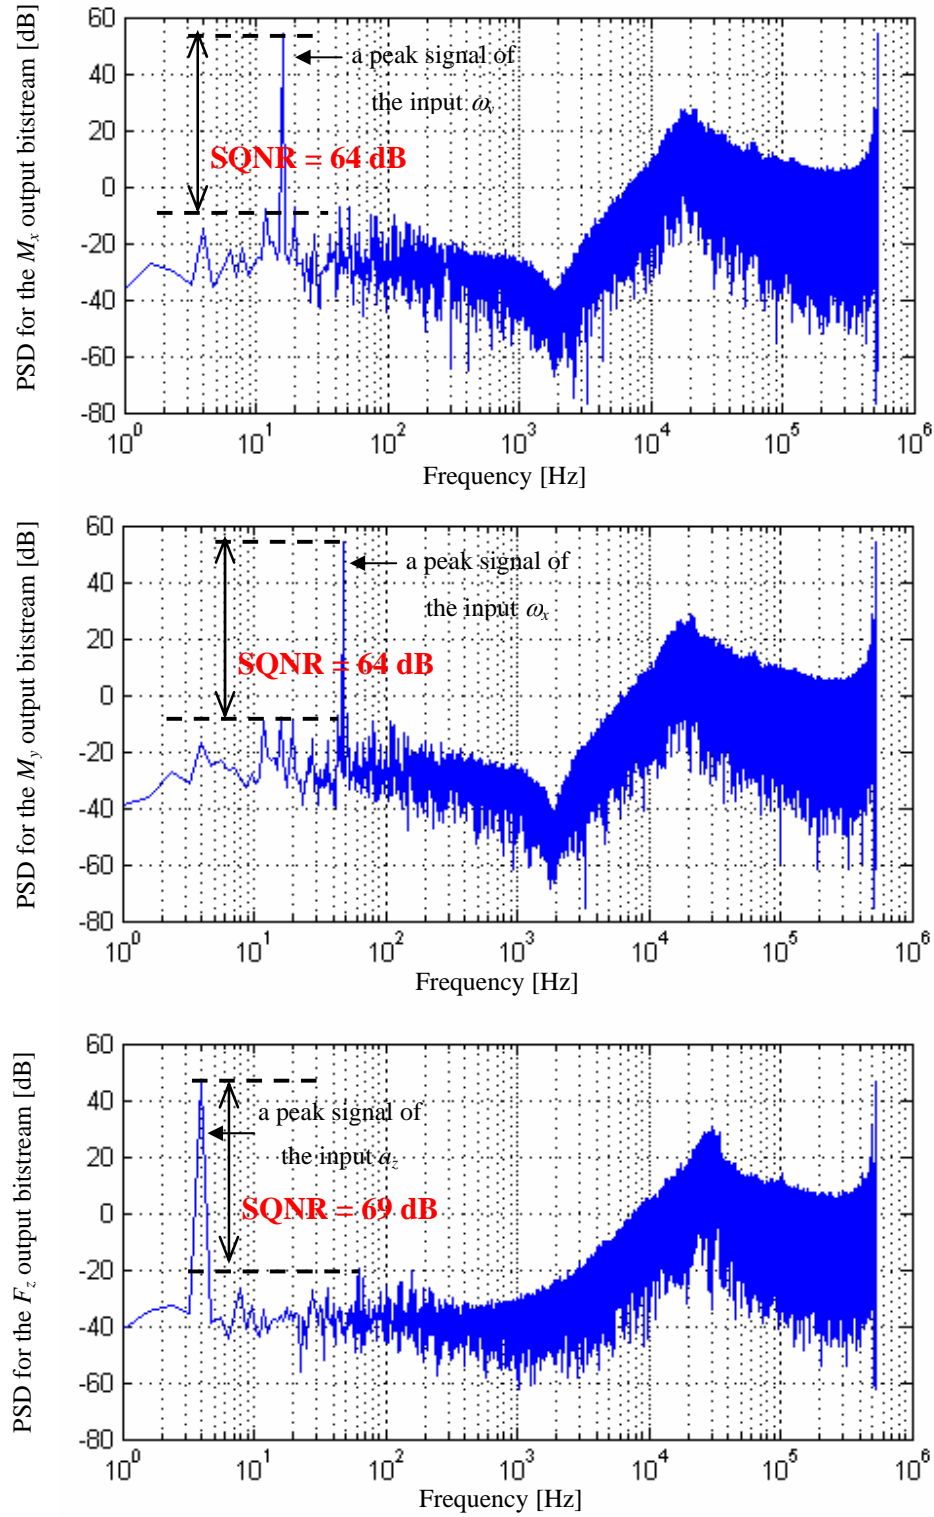 PSD for the Mx output bitstream [dB]
60
40
20
0
-20
-40
-60
-80
a peak signal of
the input ωy
SQNR = 64 dB
10^0 10^1 10^2 10^3 10^4 10^5 10^6
Frequency [Hz]
PSD for the My output bitstream [dB]
60
40
20
0
-20
-40
-60
-80
a peak signal of
the input ωx
SQNR = 64 dB
10^0 10^1 10^2 10^3 10^4 10^5 10^6
Frequency [Hz]
PSD for the Fz output bitstream [dB]
60
40
20
0
-20
-40
-60
-80
a peak signal of
the input az
SQNR = 69 dB
10^0 10^1 10^2 10^3 10^4 10^5 10^6
Frequency [Hz]